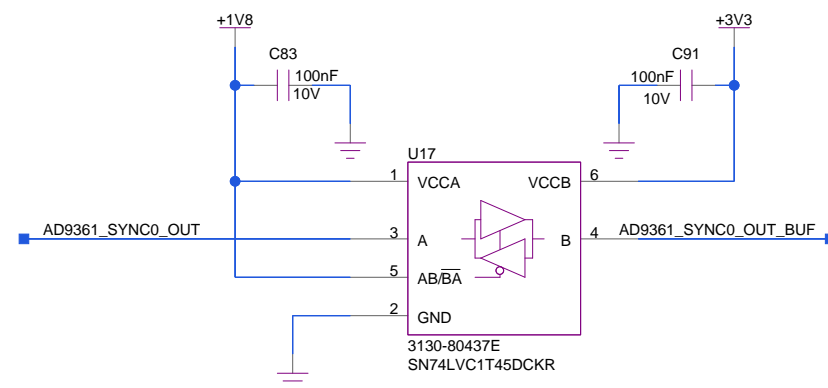 +1V8
+3V3
C83
100nF
10V
C91
100nF
10V
U17
1 VCCA
VCCB 6
AD9361_SYNC0_OUT
3 A
B 4
AD9361_SYNC0_OUT_BUF
5 AB/B̅A̅
2 GND
3130-80437E
SN74LVC1T45DCKR